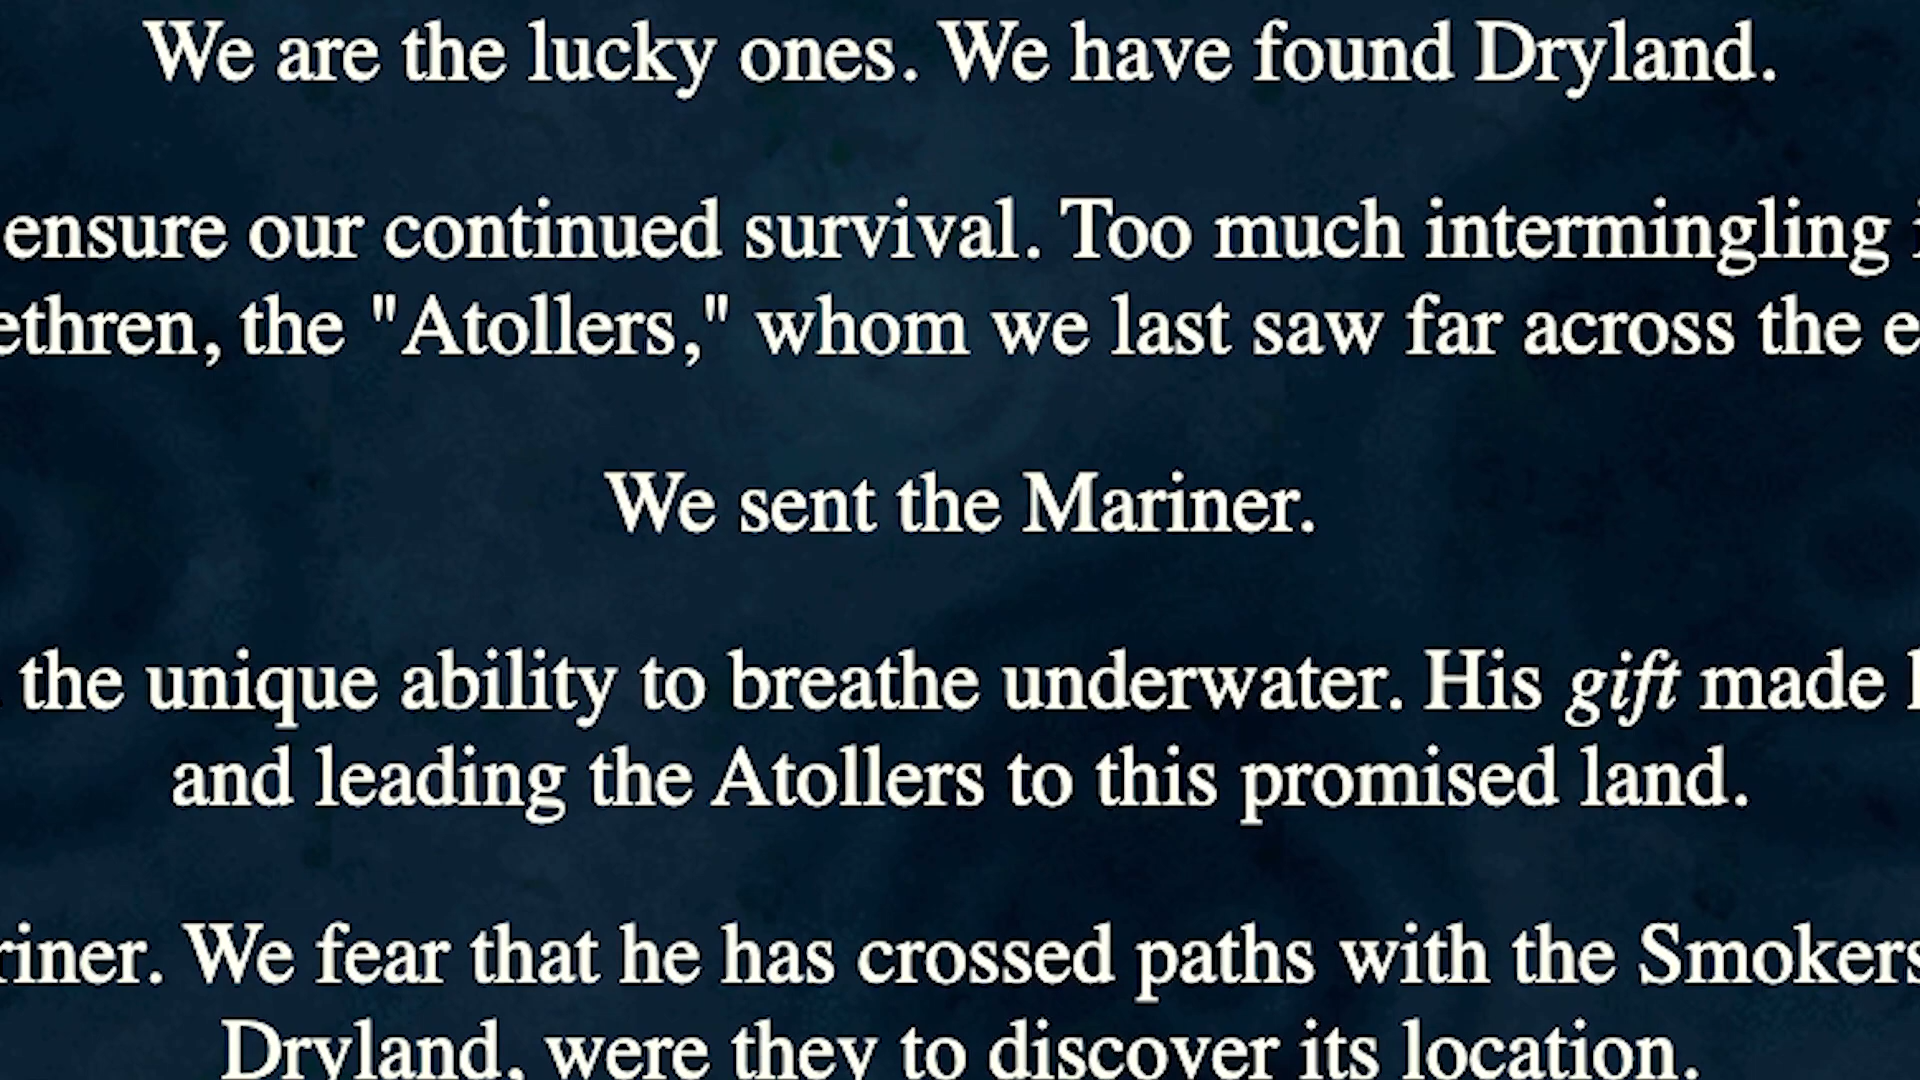 We are the lucky ones. We have found Dryland.
ensure our continued survival. Too much intermingling
ethren, the "Atollers," whom we last saw far across the e
We sent the Mariner.
the unique ability to breathe underwater. His gift made
and leading the Atollers to this promised land.
riner. We fear that he has crossed paths with the Smokers
Dryland, were they to discover its location.